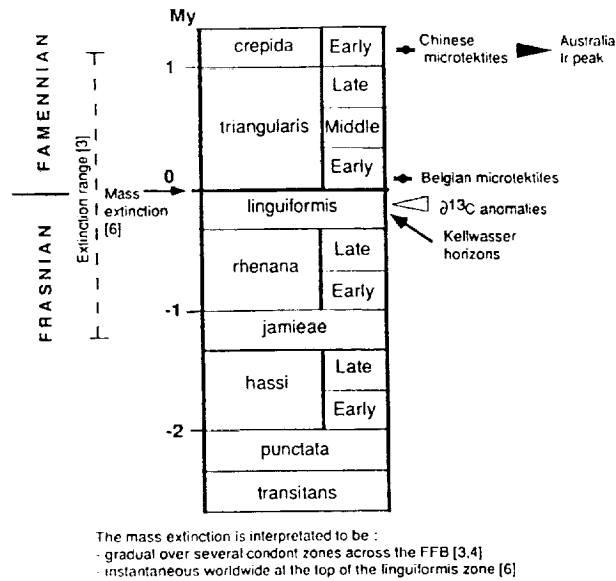 My
FAMENNIAN
FRASNIAN
Extinction range [3]
Mass
extinction
[6]
1
0
-1
-2
crepida
Early
triangularis
Late
Middle
Early
linguiformis
rhenana
Late
Early
jamieae
hassi
Late
Early
punctata
transitans
Chinese
microtektites
Australia
Ir peak
Belgian microtektiles
∂13C anomalies
Kellwasser
horizons
The mass extinction is interpretated to be :
- gradual over several condont zones across the FFB [3,4]
- instantaneous worldwide at the top of the linguiformis zone [6]